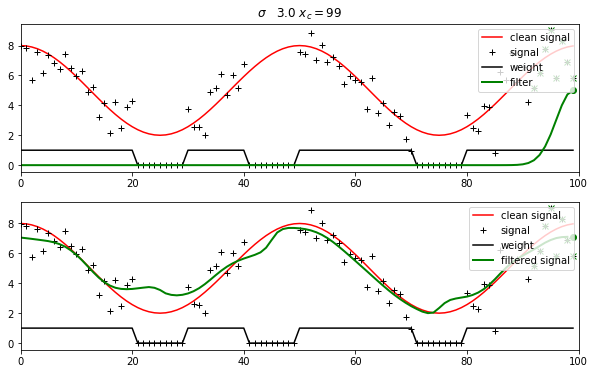 σ 3.0 x_c = 99
8
6
4
2
0
clean signal
signal
weight
filter
0 20 40 60 80 100
8
6
4
2
0
clean signal
signal
weight
filtered signal
0 20 40 60 80 100